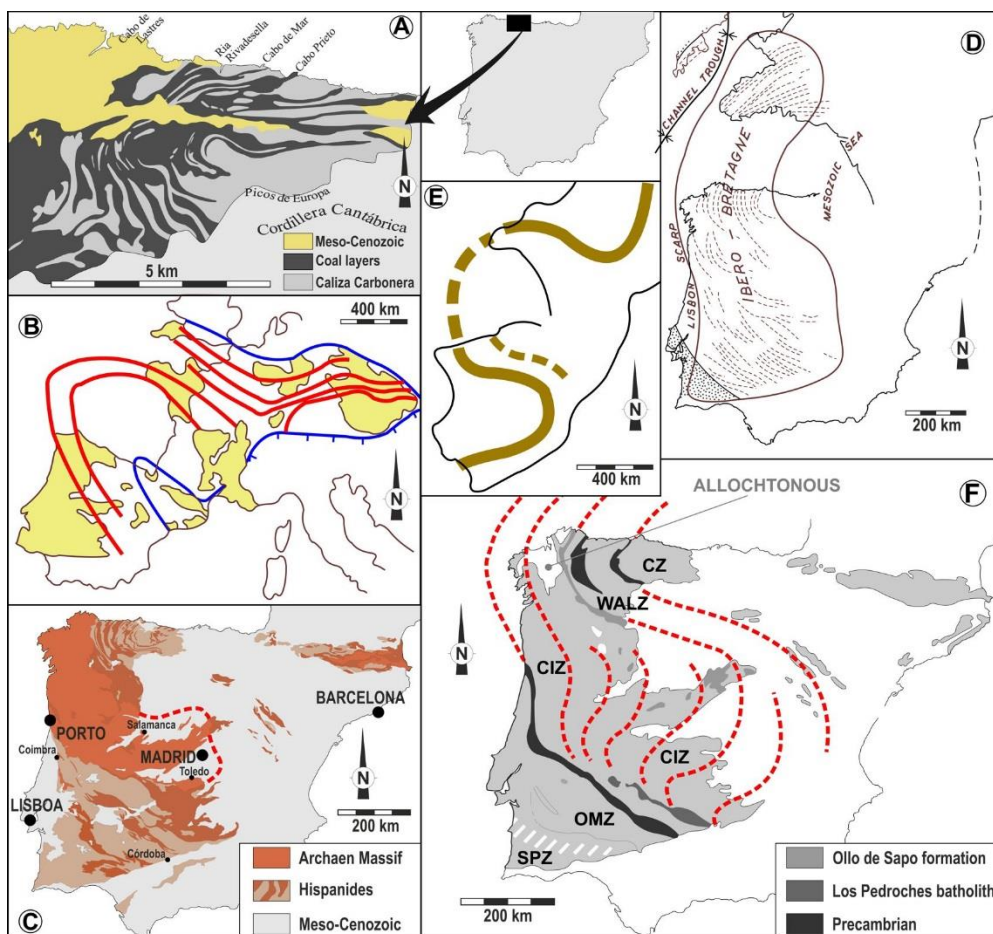 A
Cabo de
Lastres
Ria
Rivadesella
Cabo de Mar
Cabo Prieto
Picos de Europa
Cordillera Cantábrica
N
Meso-Cenozoic
Coal layers
Caliza Carbonera
5 km
B
400 km
N
C
PORTO
Salamanca
BARCELONA
Coimbra
MADRID
Toledo
LISBOA
Córdoba
N
200 km
Archaen Massif
Hispanides
Meso-Cenozoic
D
CHANNEL TROUGH
IBERO - BRETAGNE
MESOZOIC SEA
LISBON SCARP
N
200 km
E
N
400 km
F
ALLOCHTONOUS
CZ
WALZ
CIZ
CIZ
OMZ
SPZ
N
200 km
Ollo de Sapo formation
Los Pedroches batholith
Precambrian